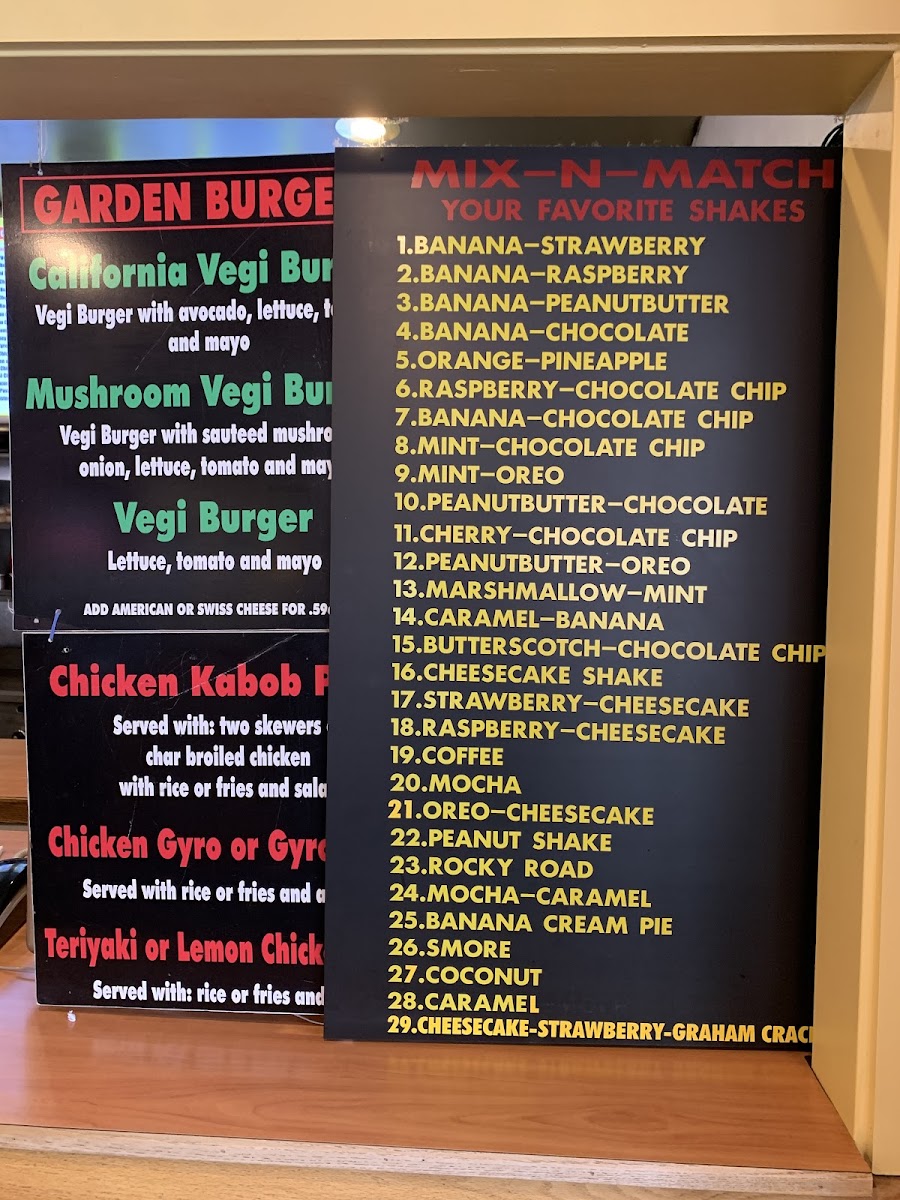 GARDEN
California Vegi
Vegi Burger with avocado, lettuce,
and mayo
Mushroom Vegi
Vegi Burger with sauteed
onion, lettuce, tomato and
Vegi Burger
Lettuce, tomato and mayo
ADD AMERICAN OR SWISS CHEESE FOR
Chicken Kabob
Served with: two skewers
char broiled chicken
with rice or fries and
Chicken Gyro or
Served with rice or fries and
Teriyaki or Lemon
Served with: rice or fries and
MIX-N-MATCH
YOUR FAVORITE SHAKES
1.BANANA-STRAWBERRY
2.BANANA-RASPBERRY
3.BANANA-PEANUTBUTTER
4.BANANA-CHOCOLATE
5.ORANGE-PINEAPPLE
6.RASPBERRY-CHOCOLATE CHIP
7.BANANA-CHOCOLATE CHIP
8.MINT-CHOCOLATE CHIP
9.MINT-OREO
10.PEANUTBUTTER-CHOCOLATE
11.CHERRY-CHOCOLATE CHIP
12.PEANUTBUTTER-OREO
13.MARSHMALLOW-MINT
14.CARAMEL-BANANA
15.BUTTERSCOTCH-CHOCOLATE CHIP
16.CHEESECAKE SHAKE
17.STRAWBERRY-CHEESECAKE
18.RASPBERRY-CHEESECAKE
19.COFFEE
20.MOCHA
21.OREO-CHEESECAKE
22.PEANUT SHAKE
23.ROCKY ROAD
24.MOCHA-CARAMEL
25.BANANA CREAM PIE
26.SMORE
27.COCONUT
28.CARAMEL
29.CHEESECAKE-STRAWBERRY-GRAHAM